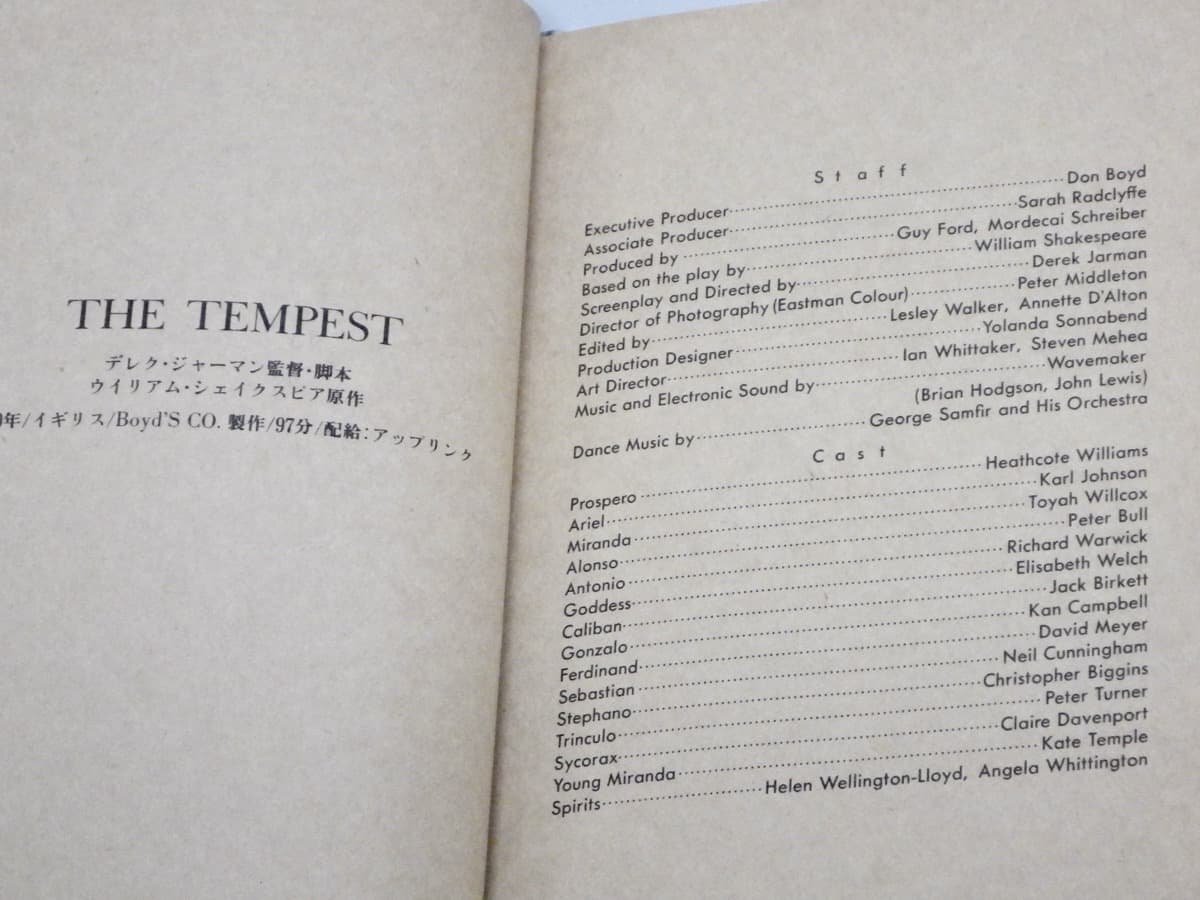 THE TEMPEST
デレク・ジャーマン監督・脚本
ウイリアム・シェイクスピア原作
年/イギリス/Boyd'S CO. 製作/97分/配給:アップリンク
Staff
Executive Producer Don Boyd
Associate Producer Sarah Radclyffe
Produced by Guy Ford, Mordecai Schreiber
Based on the play by William Shakespeare
Screenplay and Directed by Derek Jarman
Director of Photography (Eastman Colour) Peter Middleton
Edited by Lesley Walker, Annette D'Alton
Production Designer Yolanda Sonnabend
Art Director Ian Whittaker, Steven Mehea
Music and Electronic Sound by Wavemaker
(Brian Hodgson, John Lewis)
Dance Music by George Samfir and His Orchestra
Cast
Prospero Heathcote Williams
Ariel Karl Johnson
Miranda Toyah Willcox
Alonso Peter Bull
Antonio Richard Warwick
Goddess Elisabeth Welch
Caliban Jack Birkett
Gonzalo Kan Campbell
Ferdinand David Meyer
Sebastian Neil Cunningham
Stephano Christopher Biggins
Trinculo Peter Turner
Sycorax Claire Davenport
Young Miranda Kate Temple
Spirits Helen Wellington-Lloyd, Angela Whittington